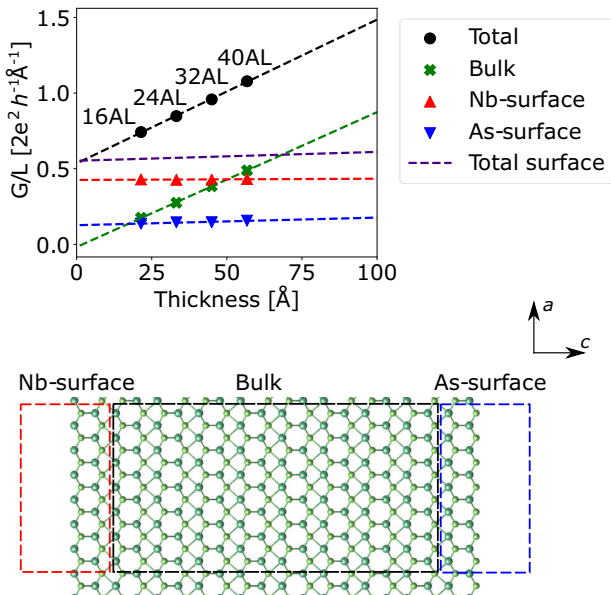 G/L [2e² h⁻¹Å⁻¹]
1.5
1.0
0.5
0.0
16AL
24AL
32AL
40AL
0
25
50
75
100
Thickness [Å]
Total
Bulk
Nb-surface
As-surface
Total surface
a
c
Nb-surface
Bulk
As-surface